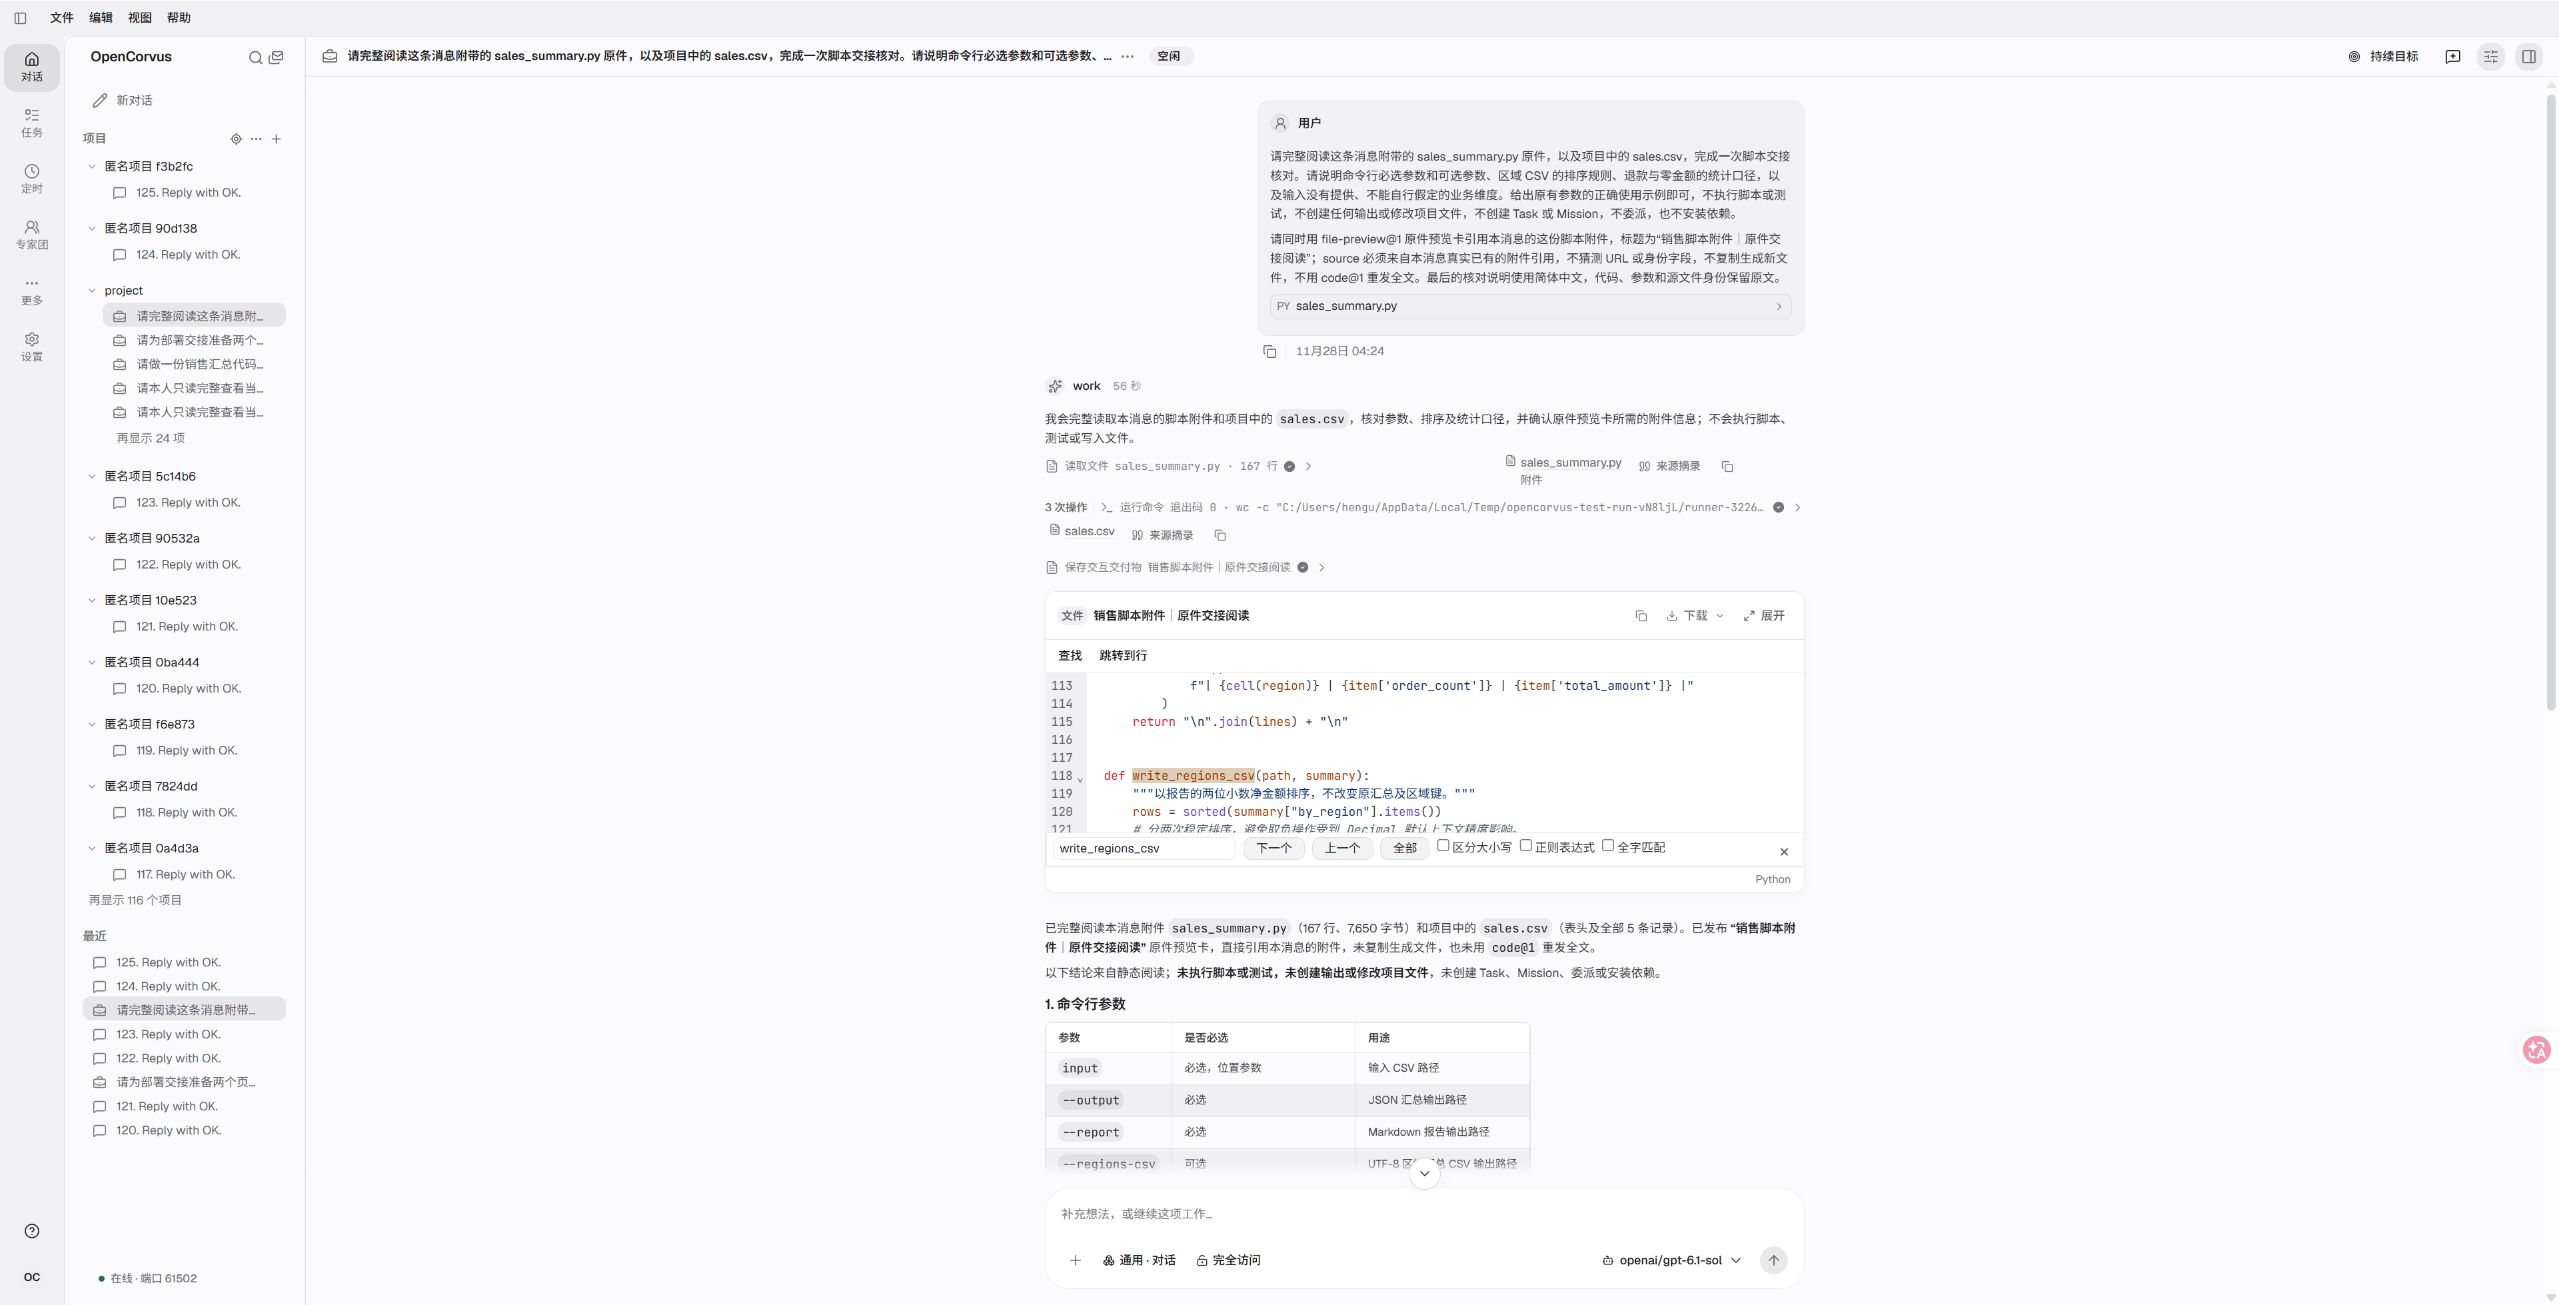 文件 编辑 视图 帮助
对话
任务
定时
专家团
更多
设置
OC
OpenCorvus
新对话
项目
匿名项目 f3b2fc
125. Reply with OK.
匿名项目 90d138
124. Reply with OK.
project
请完整阅读这条消息附...
请为部署交接准备两个...
请做一份销售汇总代码...
请本人只读完整查看当...
请本人只读完整查看当...
再显示 24 项
匿名项目 5c14b6
123. Reply with OK.
匿名项目 90532a
122. Reply with OK.
匿名项目 10e523
121. Reply with OK.
匿名项目 0ba444
120. Reply with OK.
匿名项目 f6e873
119. Reply with OK.
匿名项目 7824dd
118. Reply with OK.
匿名项目 0a4d3a
117. Reply with OK.
再显示 116 个项目
最近
125. Reply with OK.
124. Reply with OK.
请完整阅读这条消息附带...
123. Reply with OK.
122. Reply with OK.
请为部署交接准备两个页...
121. Reply with OK.
120. Reply with OK.
在线 · 端口 61502
请完整阅读这条消息附带的 sales_summary.py 原件，以及项目中的 sales.csv，完成一次脚本交接核对。请说明命令行必选参数和可选参数、... 空闲 持续目标
用户
请完整阅读这条消息附带的 sales_summary.py 原件，以及项目中的 sales.csv，完成一次脚本交接
核对。请说明命令行必选参数和可选参数、区域 CSV 的排序规则、退款与零金额的统计口径，以
及输入没有提供、不能自行假定的业务维度。给出原有参数的正确使用示例即可，不执行脚本或测
试，不创建任何输出或修改项目文件，不创建 Task 或 Mission，不委派，也不安装依赖。
请同时用 file-preview@1 原件预览卡引用本消息的这份脚本附件，标题为“销售脚本附件｜原件交
接阅读”；source 必须来自本消息真实已有的附件引用，不猜测 URL 或身份字段，不复制生成新文
件，不用 code@1 重发全文。最后的核对说明使用简体中文，代码、参数和源文件身份保留原文。
PY sales_summary.py
11月28日 04:24
work 56 秒
我会完整读取本消息的脚本附件和项目中的 sales.csv，核对参数、排序及统计口径，并确认原件预览卡所需的附件信息；不会执行脚本、
测试或写入文件。
读取文件 sales_summary.py · 167 行
sales_summary.py 来源摘录
附件
3 次操作 运行命令 退出码 0 · wc -c "C:/Users/hengu/AppData/Local/Temp/opencorvus-test-run-vN8ljL/runner-3226...
sales.csv 来源摘录
保存交互交付物 销售脚本附件｜原件交接阅读
文件 销售脚本附件｜原件交接阅读 下载 展开
查找 跳转到行
113 f"| {cell(region)} | {item['order_count']} | {item['total_amount']} |"
114 )
115 return "\n".join(lines) + "\n"
116
117
118 def write_regions_csv(path, summary):
119 """以报告的两位小数净金额排序，不改变原汇总及区域键。"""
120 rows = sorted(summary["by_region"].items())
121 # 分两次稳定排序，避免取负操作受到 Decimal 默认上下文精度影响。
write_regions_csv 下一个 上一个 全部 区分大小写 正则表达式 全字匹配 ×
Python
已完整阅读本消息附件 sales_summary.py（167 行、7,650 字节）和项目中的 sales.csv（表头及全部 5 条记录）。已发布 “销售脚本附
件｜原件交接阅读” 原件预览卡，直接引用本消息的附件，未复制生成文件，也未用 code@1 重发全文。
以下结论来自静态阅读；未执行脚本或测试，未创建输出或修改项目文件，未创建 Task、Mission、委派或安装依赖。
1. 命令行参数
参数 是否必选 用途
input 必选，位置参数 输入 CSV 路径
--output 必选 JSON 汇总输出路径
--report 必选 Markdown 报告输出路径
--regions-csv 可选 UTF-8 区 总 CSV 输出路径
补充想法，或继续这项工作...
通用 · 对话 完全访问 openai/gpt-6.1-sol